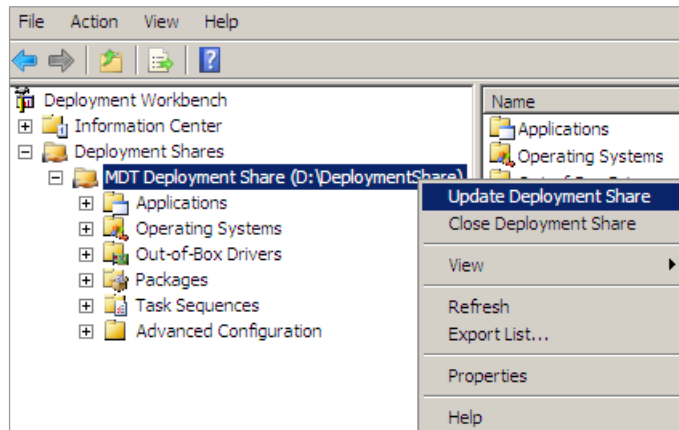 File Action View Help
Deployment Workbench
Information Center
Deployment Shares
MDT Deployment Share (D:\DeploymentShare)
Applications
Operating Systems
Out-of-Box Drivers
Packages
Task Sequences
Advanced Configuration
Name
Applications
Operating Systems
Update Deployment Share
Close Deployment Share
View
Refresh
Export List...
Properties
Help